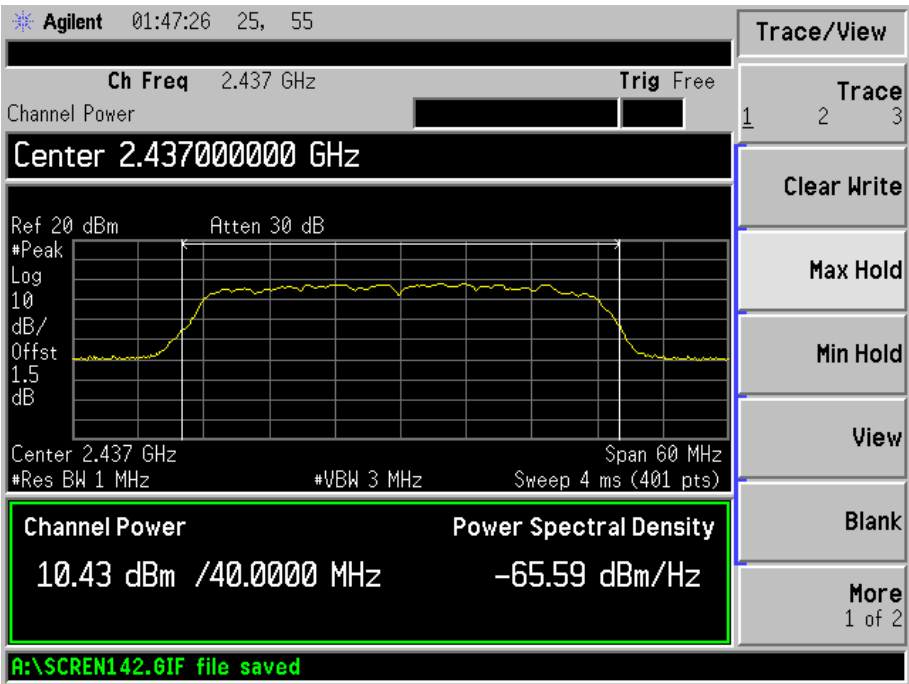 Agilent 01:47:26 25, 55
Trace/View
Ch Freq 2.437 GHz Trig Free
Channel Power
Center 2.437000000 GHz
Ref 20 dBm Atten 30 dB
#Peak
Log
10
dB/
Offst
1.5
dB
Center 2.437 GHz Span 60 MHz
#Res BW 1 MHz #VBW 3 MHz Sweep 4 ms (401 pts)
Channel Power Power Spectral Density
10.43 dBm /40.0000 MHz -65.59 dBm/Hz
A:\SCREN142.GIF file saved
Trace
1 2 3
Clear Write
Max Hold
Min Hold
View
Blank
More
1 of 2